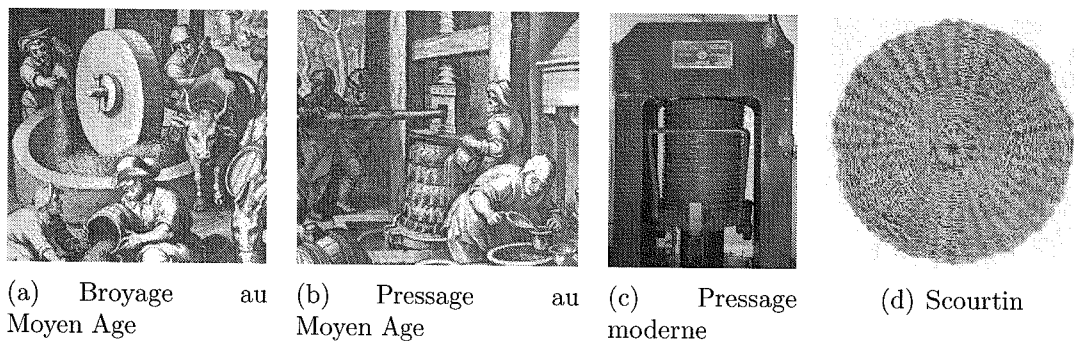 (a) Broyage au
Moyen Age
(b) Pressage au
Moyen Age
(c) Pressage
moderne
(d) Scourtin